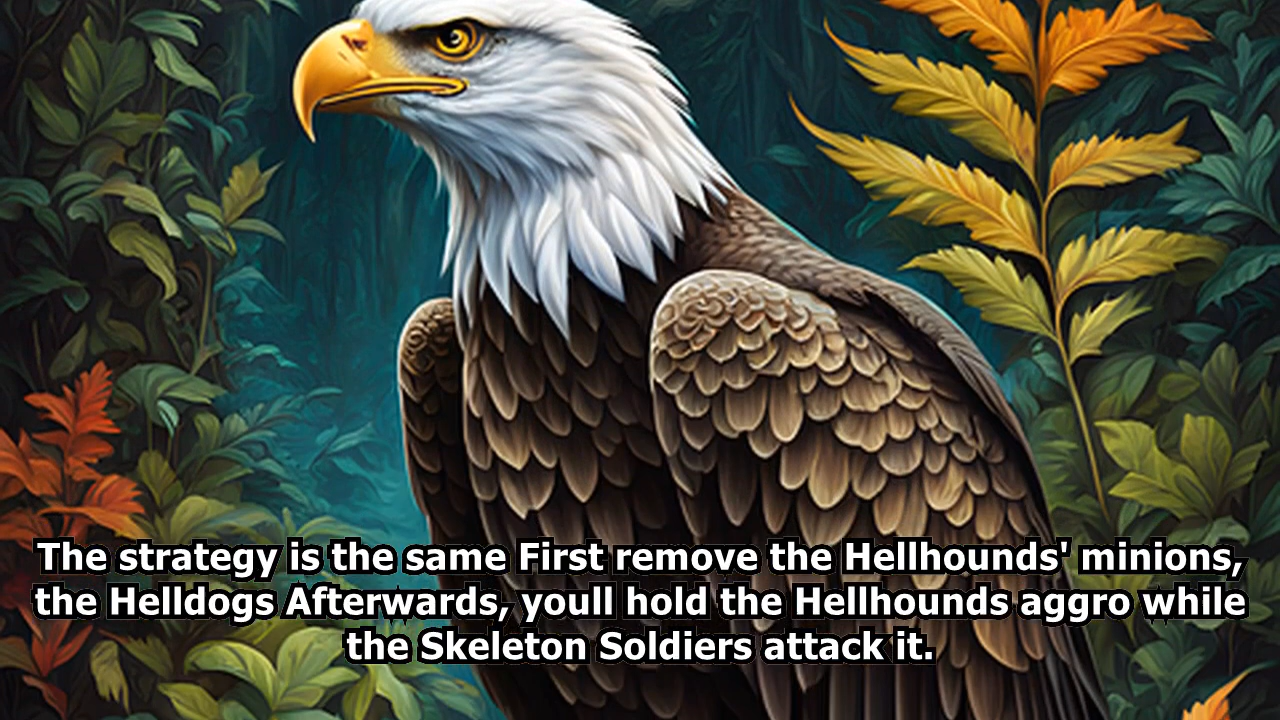 The strategy is the same First remove the Hellhounds' minions,
the Helldogs Afterwards, youll hold the Hellhounds aggro while
the Skeleton Soldiers attack it.